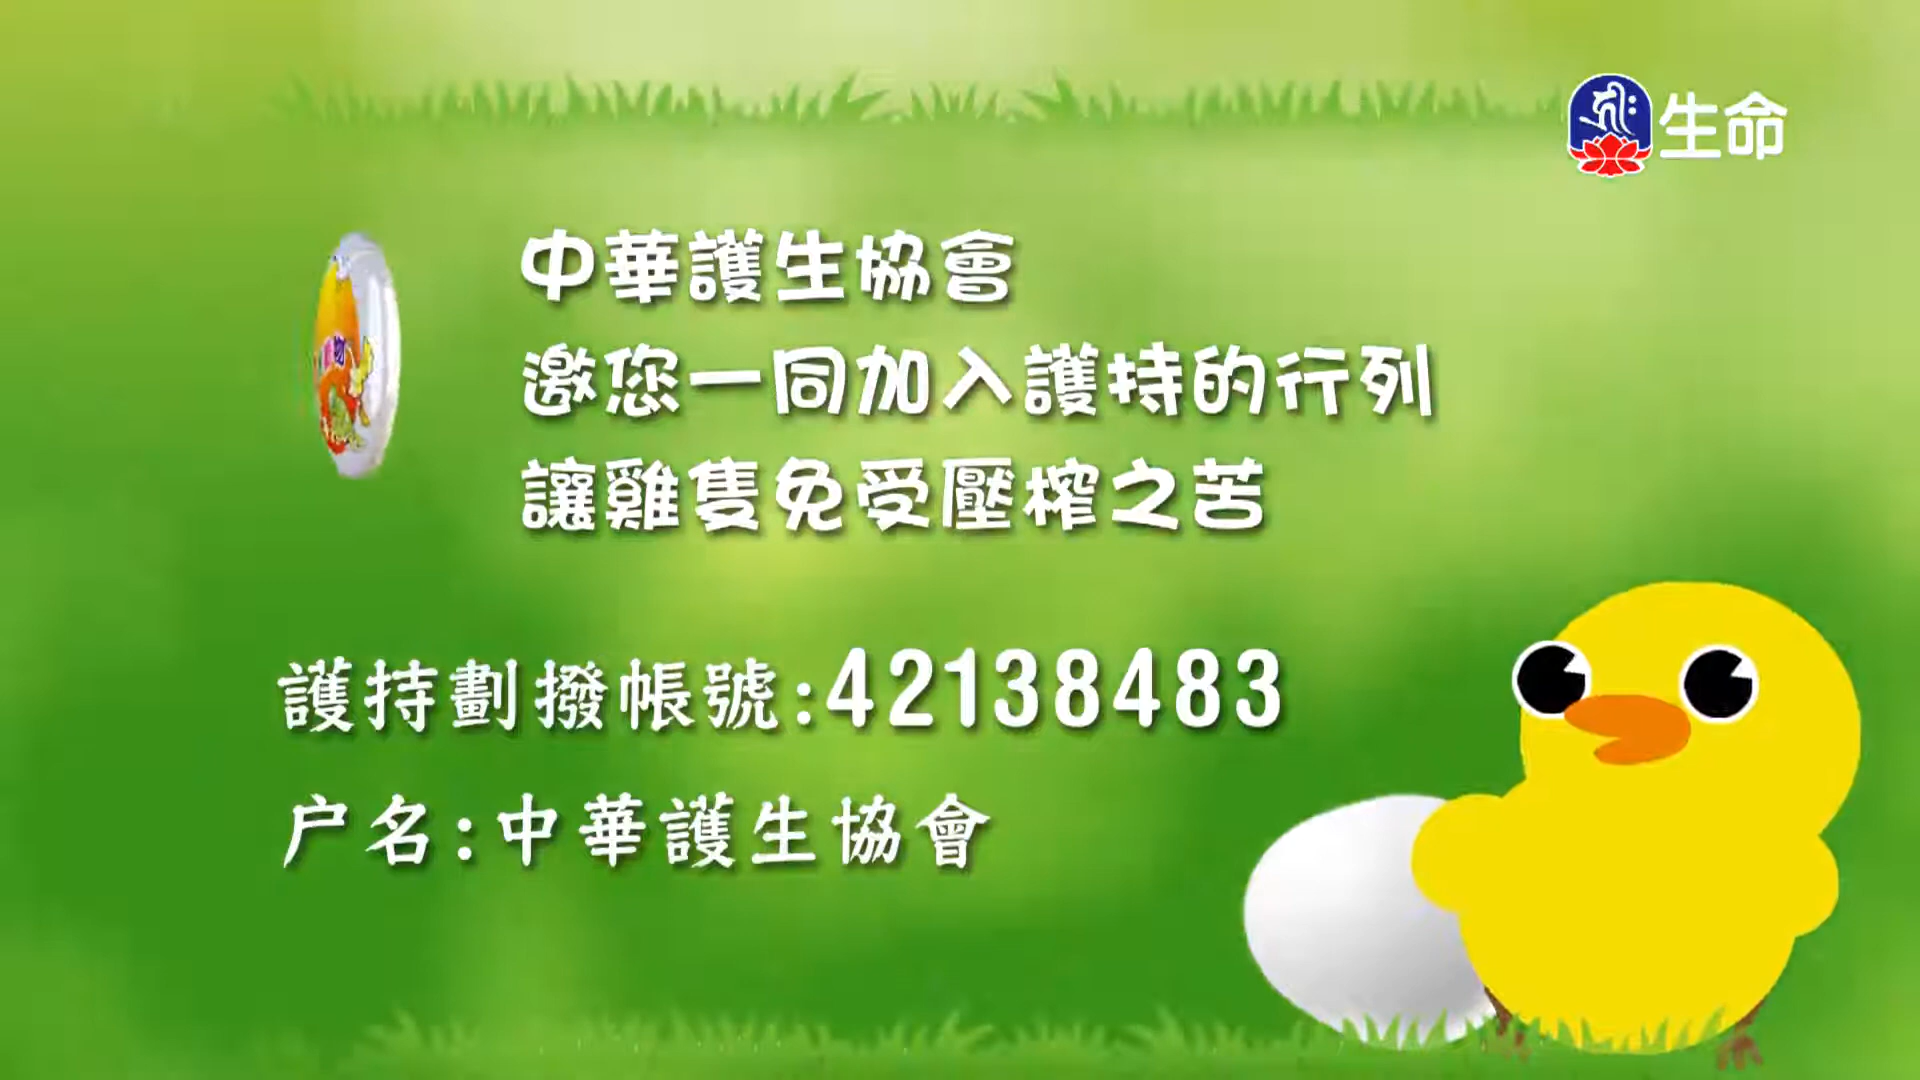 生命
中華護生協會
邀您一同加入護持的行列
讓雞隻免受壓榨之苦
護持劃撥帳號:42138483
户名:中華護生協會